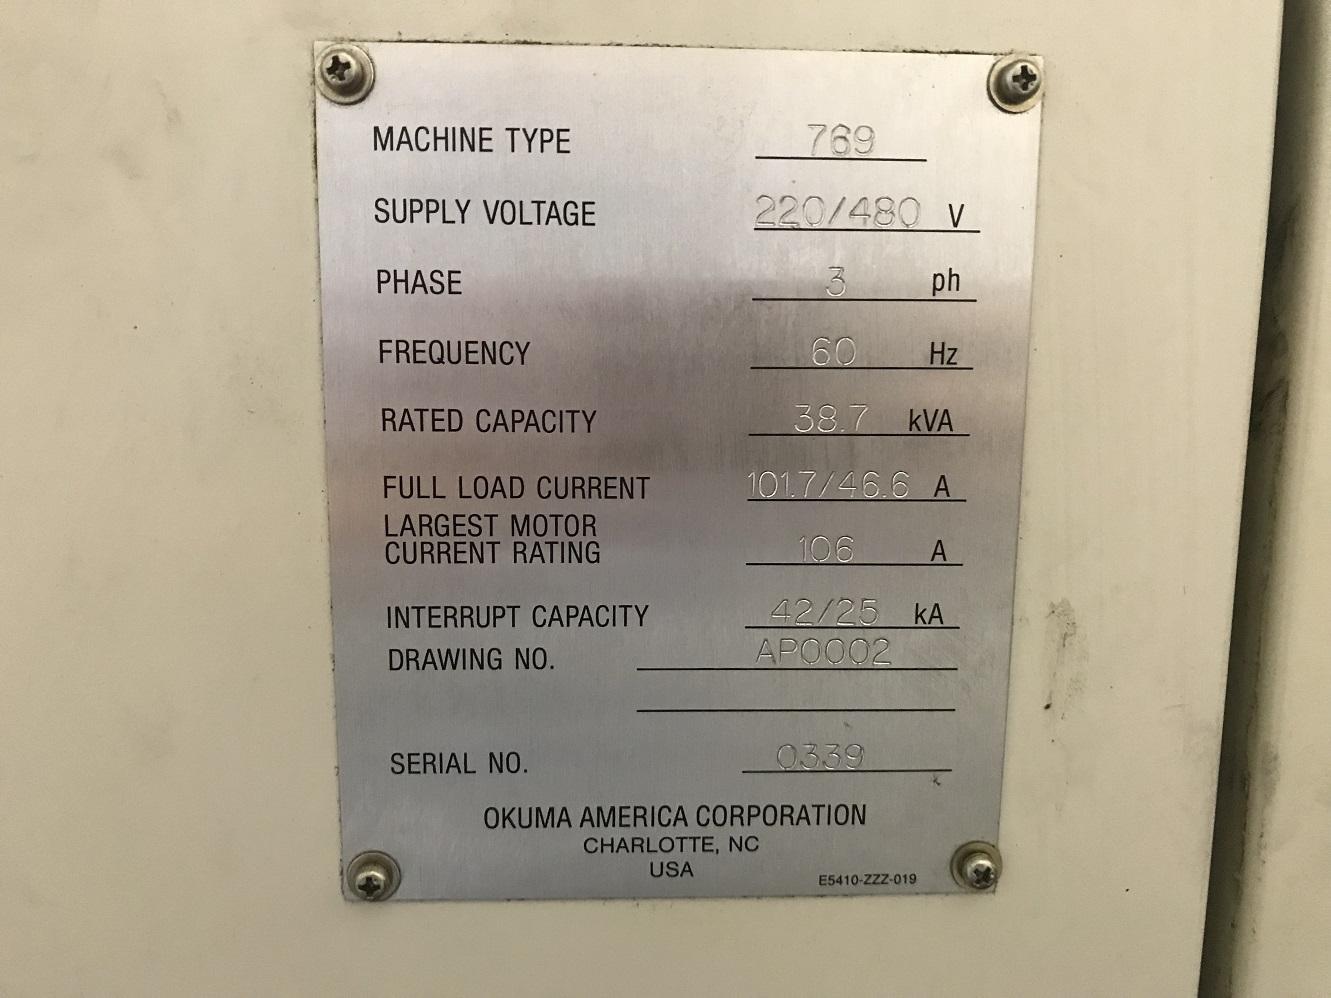 MACHINE TYPE 769
SUPPLY VOLTAGE 220/480 V
PHASE 3 ph
FREQUENCY 60 Hz
RATED CAPACITY 38.7 kVA
FULL LOAD CURRENT 101.7/46.6 A
LARGEST MOTOR
CURRENT RATING 106 A
INTERRUPT CAPACITY 42/25 kA
DRAWING NO. AP0002
SERIAL NO. 0339
OKUMA AMERICA CORPORATION
CHARLOTTE, NC
USA
E5410-ZZZ-019